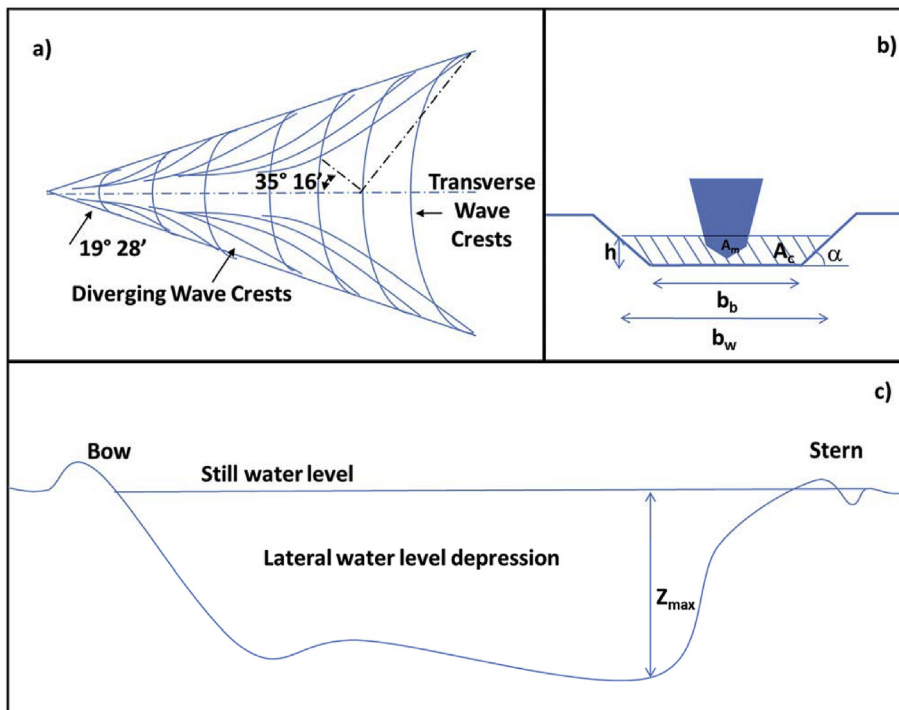 a)
35° 16'
Transverse
Wave
Crests
19° 28'
Diverging Wave Crests
b)
h
Am
Ac
α
bb
bw
c)
Bow
Stern
Still water level
Lateral water level depression
Zmax